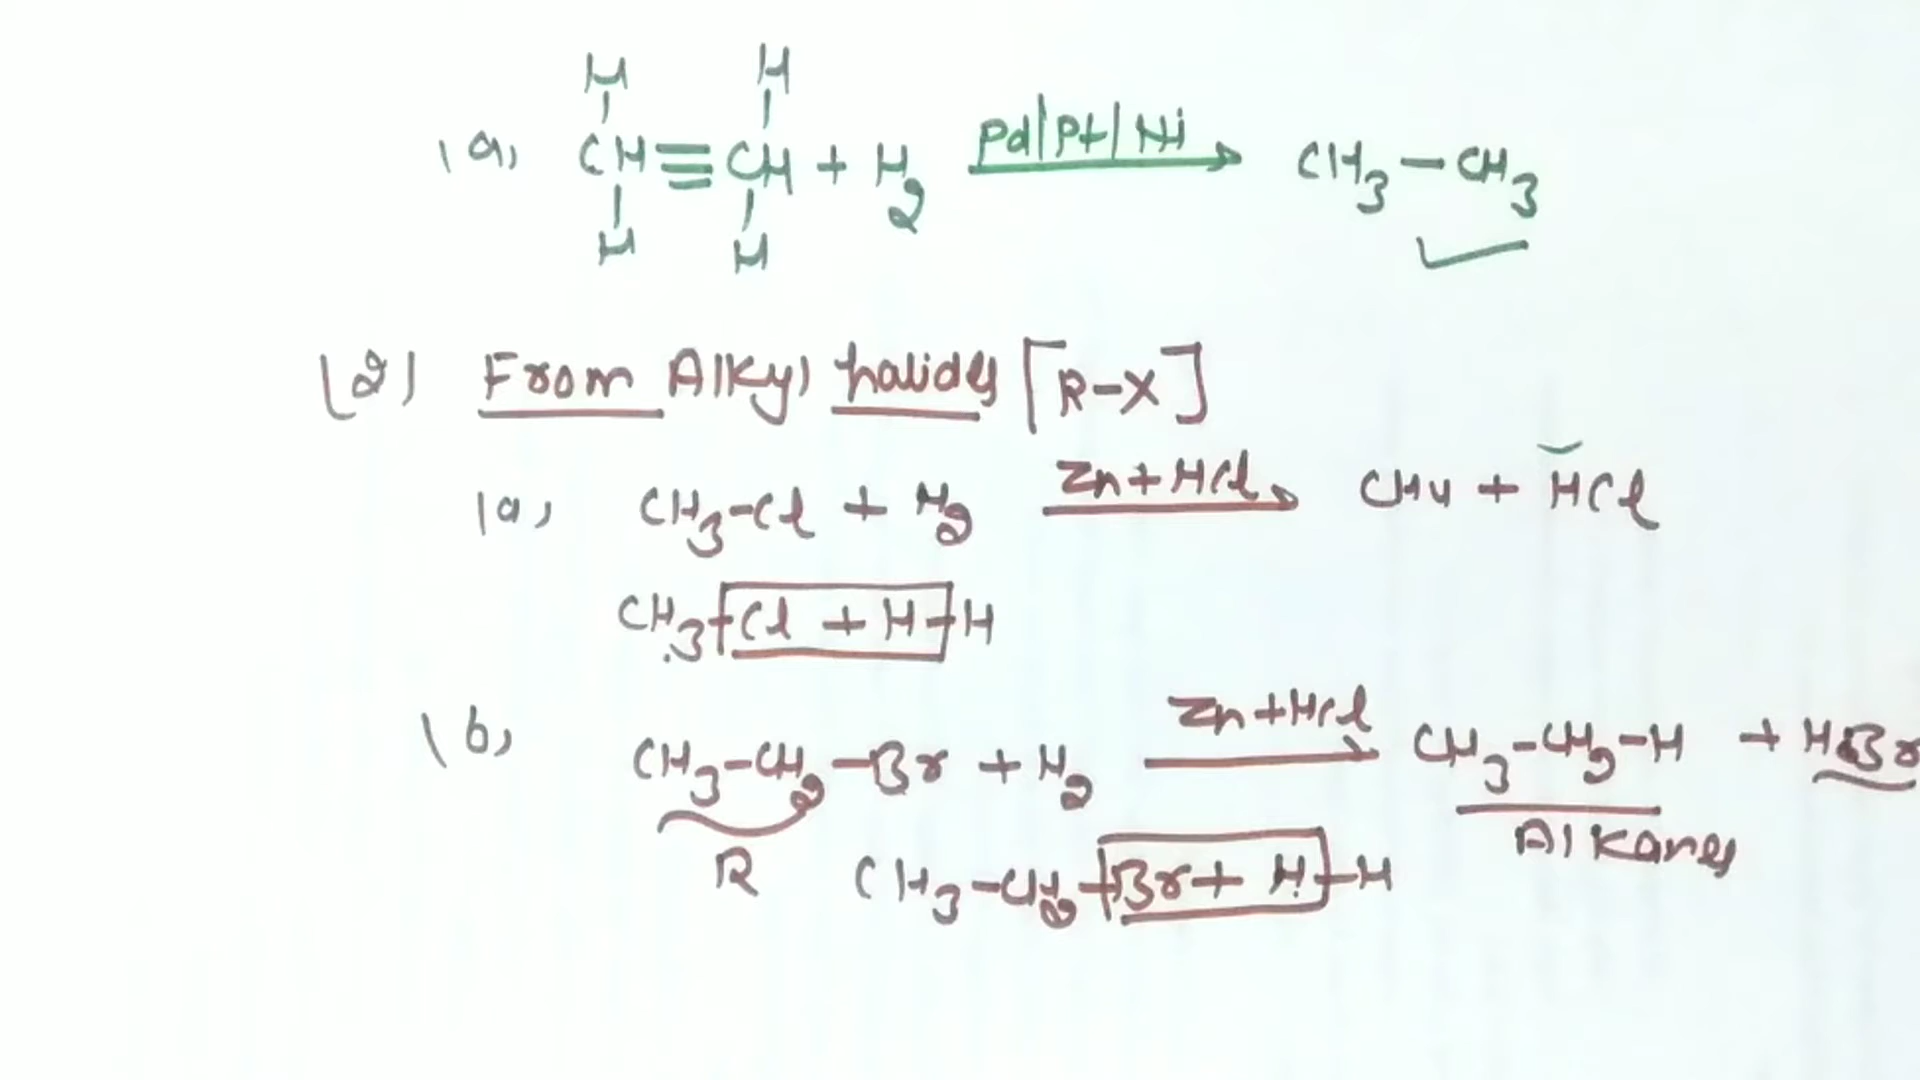 H H
(a) CH≡CH + H2 Pd/Pt/Ni → CH3-CH3
H H
(2) From Alkyl halides [R-X]
(a) CH3-Cl + H2 Zn+HCl → CH4 + HCl
CH3-Cl + H-H
(b) CH3-CH2-Br + H2 Zn+HCl → CH3-CH2-H + HBr
R Alkanes
CH3-CH2-Br + H-H